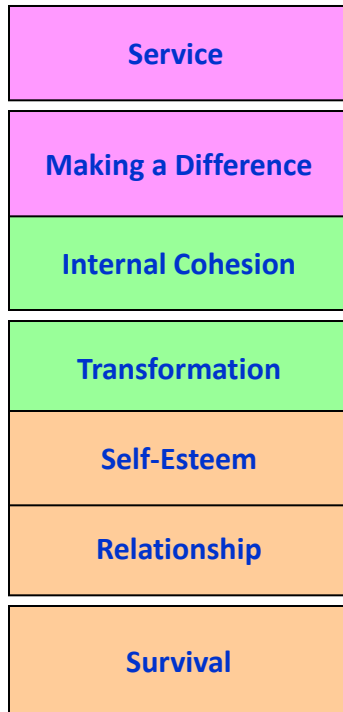 Service
Making a Difference
Internal Cohesion
Transformation
Self-Esteem
Relationship
Survival